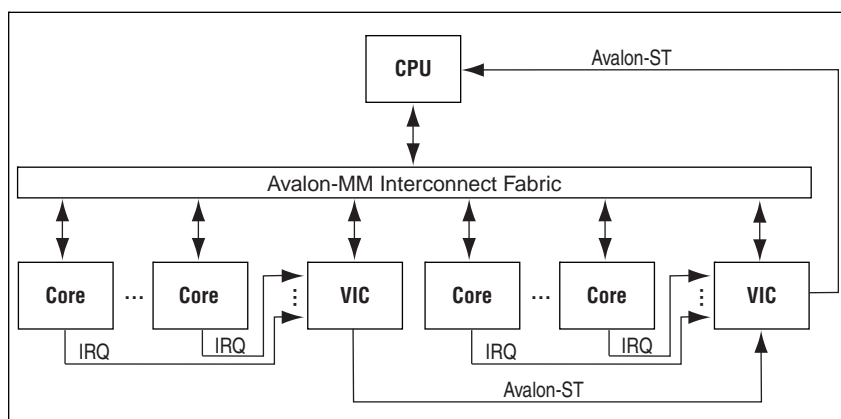 Avalon-ST
CPU
Avalon-MM Interconnect Fabric
Core ... Core VIC Core ... Core VIC
IRQ IRQ IRQ IRQ
Avalon-ST